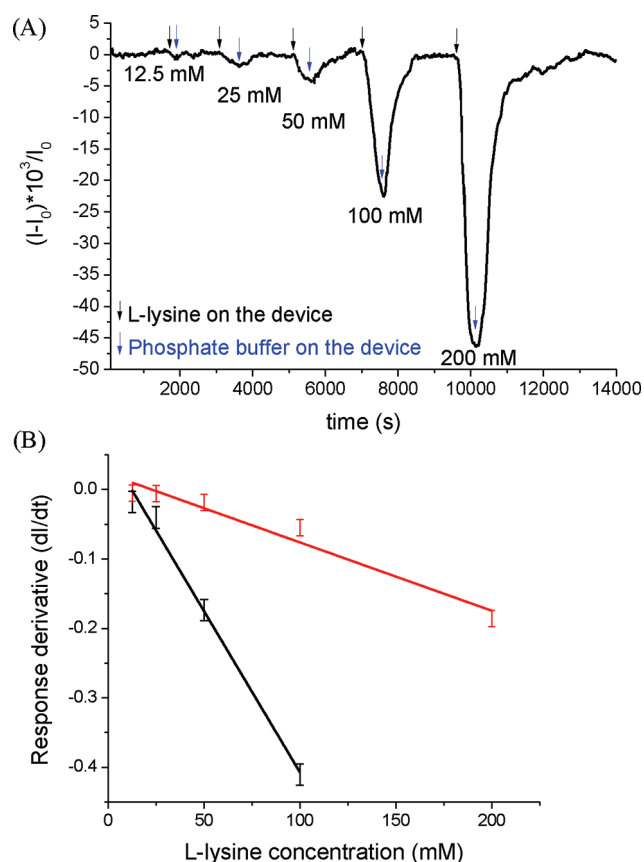 (A)
5
0
-5
-10
-15
-20
-25
-30
-35
-40
-45
-50
(I-I₀)*10³/I₀
12.5 mM
25 mM
50 mM
100 mM
200 mM
L-lysine on the device
Phosphate buffer on the device
2000 4000 6000 8000 10000 12000 14000
time (s)
(B)
0.0
-0.1
-0.2
-0.3
-0.4
Response derivative (dI/dt)
0 50 100 150 200
L-lysine concentration (mM)